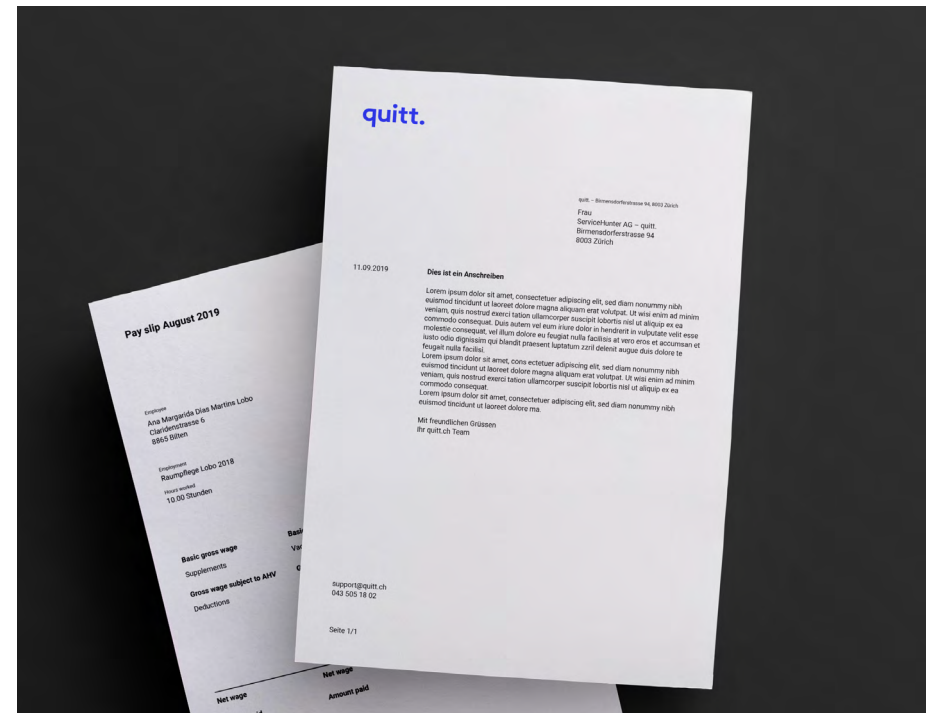 quitt.
quitt. – Birmensdorferstrasse 94, 8003 Zürich
Frau
ServiceHunter AG – quitt.
Birmensdorferstrasse 94
8003 Zürich
11.09.2019
Dies ist ein Anschreiben
Lorem ipsum dolor sit amet, consectetuer adipiscing elit, sed diam nonummy nibh
euismod tincidunt ut laoreet dolore magna aliquam erat volutpat. Ut wisi enim ad minim
veniam, quis nostrud exerci tation ullamcorper suscipit lobortis nisl ut aliquip ex ea
commodo consequat. Duis autem vel eum iriure dolor in hendrerit in vulputate velit esse
molestie consequat, vel illum dolore eu feugiat nulla facilisis at vero eros et accumsan et
iusto odio dignissim qui blandit praesent luptatum zzril delenit augue duis dolore te
feugait nulla facilisi.
Lorem ipsum dolor sit amet, cons ectetuer adipiscing elit, sed diam nonummy nibh
euismod tincidunt ut laoreet dolore magna aliquam erat volutpat. Ut wisi enim ad minim
veniam, quis nostrud exerci tation ullamcorper suscipit lobortis nisl ut aliquip ex ea
commodo consequat.
Lorem ipsum dolor sit amet, consectetuer adipiscing elit, sed diam nonummy nibh
euismod tincidunt ut laoreet dolore ma.
Mit freundlichen Grüssen
Ihr quitt.ch Team
support@quitt.ch
043 505 18 02
Seite 1/1
Pay slip August 2019
Employee
Ana Margarida Dias Martins Lobo
Claridenstrasse 6
8865 Bilten
Employment
Raumpflege Lobo 2018
Hours worked
10.00 Stunden
Basic gross wage
Supplements
Gross wage subject to AHV
Deductions
Net wage
Net wage
Amount paid